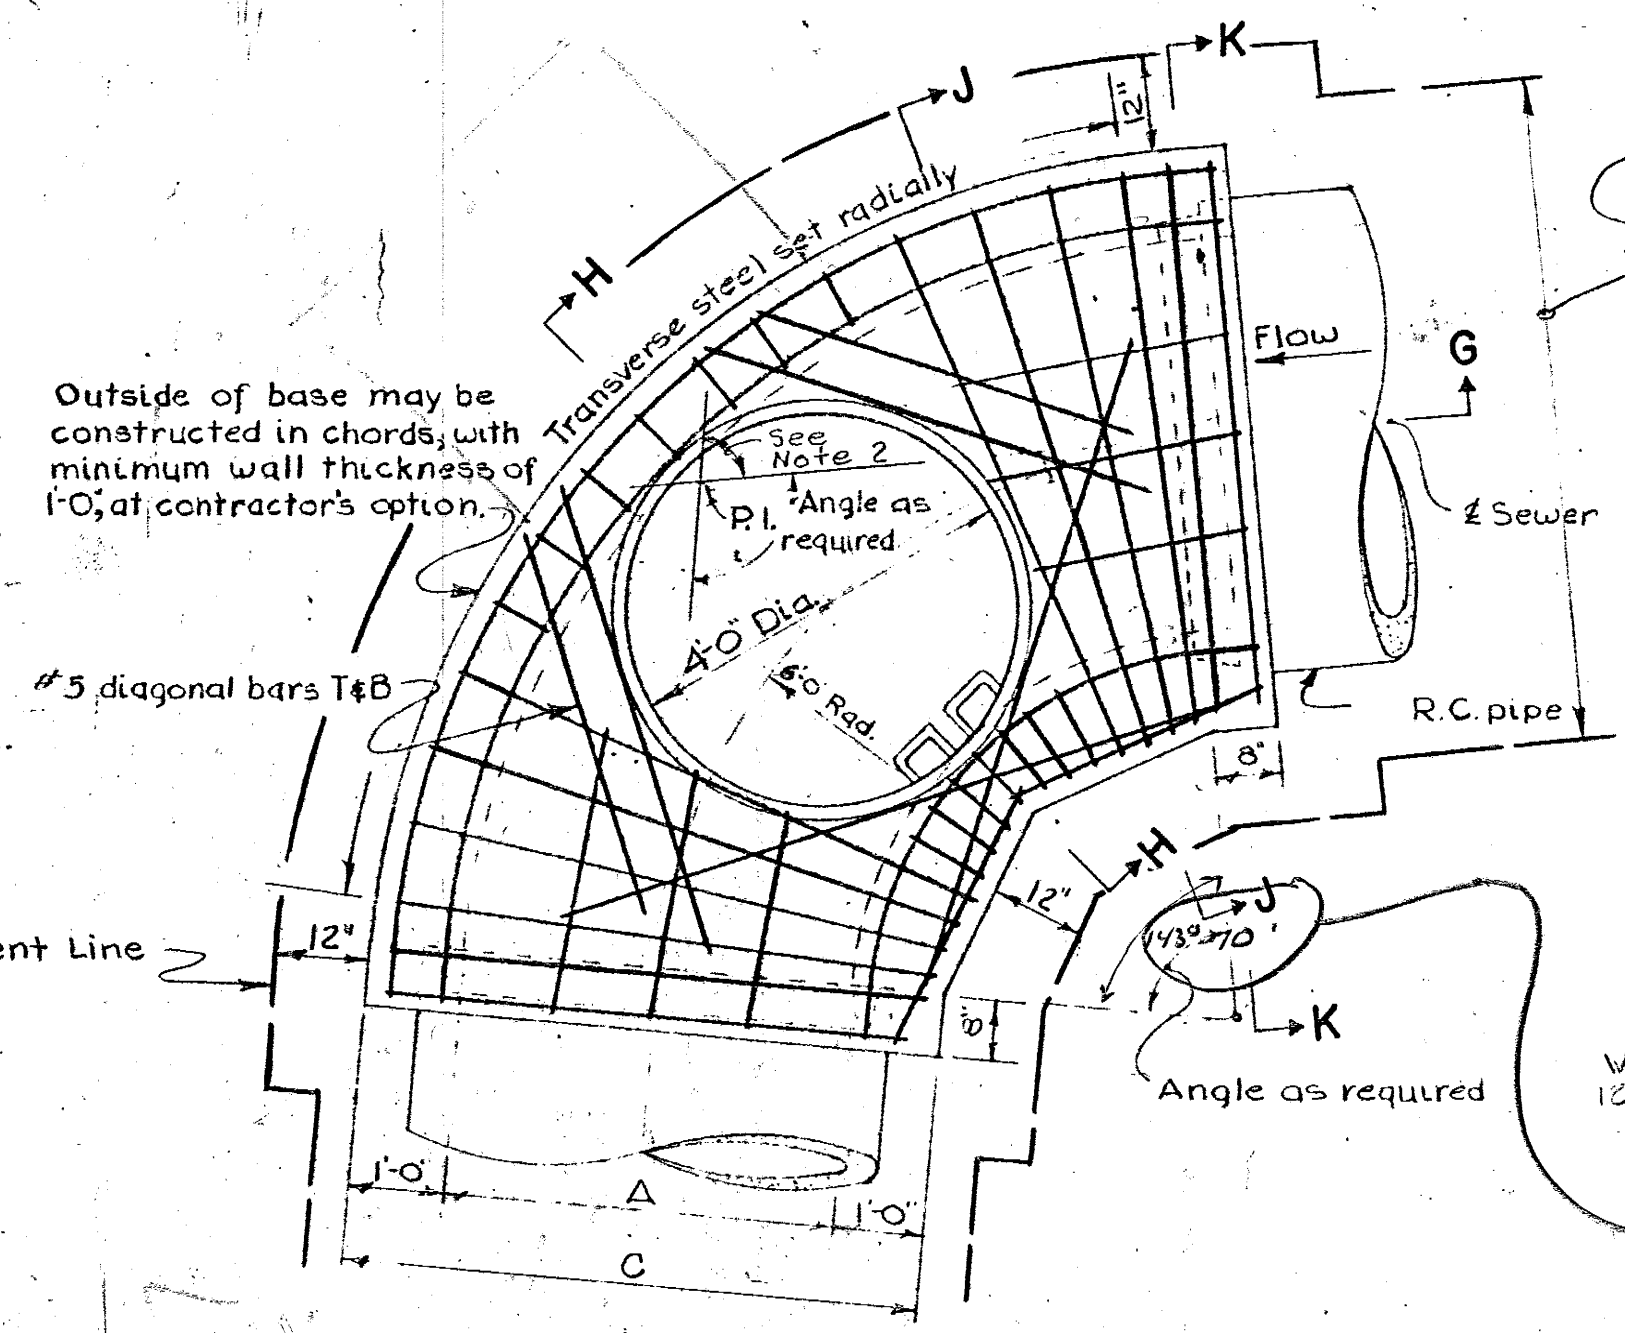 K
J
12"
H
Transverse steel set radially
Flow
G
Outside of base may be
constructed in chords, with
minimum wall thickness of
1'-0", at contractor's option.
See
Note 2
P.I.
Angle as
required
℄ Sewer
4'-0" Dia.
6'-0 Rad.
#5 diagonal bars T&B
R.C. pipe
8"
H
12"
J
ent Line
12"
8"
K
Angle as required
1'-0"
A
1'-0"
C